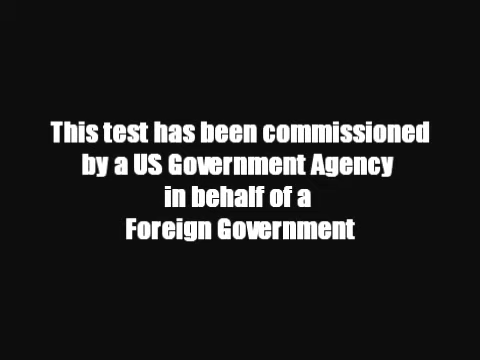 This test has been commissioned
by a US Government Agency
in behalf of a
Foreign Government